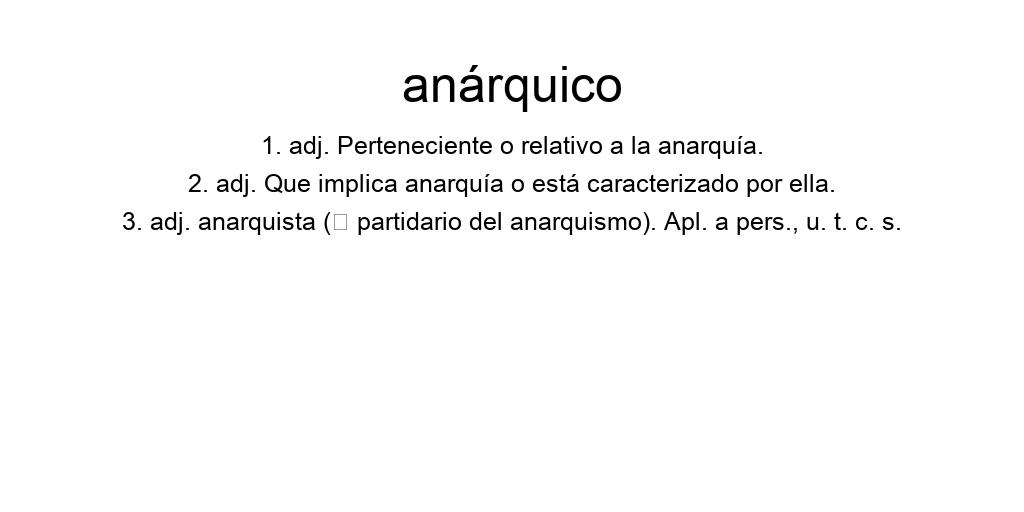 anárquico
1. adj. Perteneciente o relativo a la anarquía.
2. adj. Que implica anarquía o está caracterizado por ella.
3. adj. anarquista (□ partidario del anarquismo). Apl. a pers., u. t. c. s.